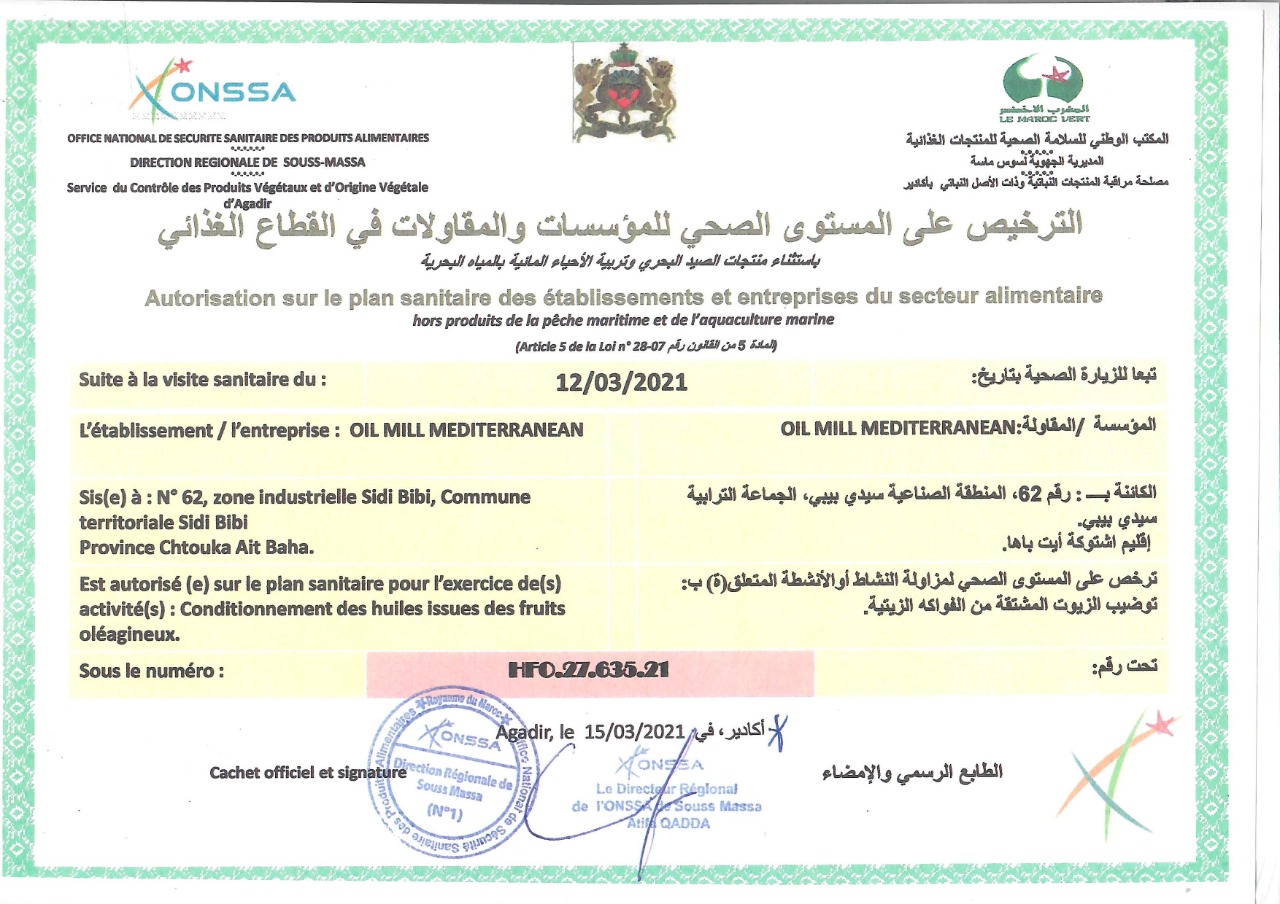 ONSSA
المغرب الأخضر
LE MAROC VERT
OFFICE NATIONAL DE SECURITE SANITAIRE DES PRODUITS ALIMENTAIRES
DIRECTION REGIONALE DE SOUSS-MASSA
Service du Contrôle des Produits Végétaux et d'Origine Végétale
d'Agadir
المكتب الوطني للسلامة الصحية للمنتجات الغذائية
المديرية الجهوية لسوس ماسة
مصلحة مراقبة المنتجات النباتية وذات الأصل النباتي بأكادير
الترخيص على المستوى الصحي للمؤسسات والمقاولات في القطاع الغذائي
باستثناء منتجات الصيد البحري وتربية الأحياء المائية بالمياه البحرية
Autorisation sur le plan sanitaire des établissements et entreprises du secteur alimentaire
hors produits de la pêche maritime et de l'aquaculture marine
(Article 5 de la Loi n° 28-07 المادة 5 من القانون رقم)
Suite à la visite sanitaire du :
12/03/2021
تبعا للزيارة الصحية بتاريخ:
L'établissement / l'entreprise : OIL MILL MEDITERRANEAN
المؤسسة /المقاولة:OIL MILL MEDITERRANEAN
Sis(e) à : N° 62, zone industrielle Sidi Bibi, Commune
territoriale Sidi Bibi
Province Chtouka Ait Baha.
الكائنة بـــ : رقم 62، المنطقة الصناعية سيدي بيبي، الجماعة الترابية
سيدي بيبي.
إقليم اشتوكة أيت باها.
Est autorisé (e) sur le plan sanitaire pour l'exercice de(s)
activité(s) : Conditionnement des huiles issues des fruits
oléagineux.
ترخص على المستوى الصحي لمزاولة النشاط أوالأنشطة المتعلق(ة) ب:
توضيب الزيوت المشتقة من الفواكه الزيتية.
Sous le numéro :
HFO.27.635.21
تحت رقم:
Agadir, le 15/03/2021 أكادير، في
Cachet officiel et signature
الطابع الرسمي والإمضاء
Royaume du Maroc
Office National de Sécurité Sanitaire des Produits Alimentaires
ONSSA
Direction Régionale de
Souss Massa
(N°1)
ONSSA
Le Directeur Régional
de l'ONSSA de Souss Massa
Atifi QADDA